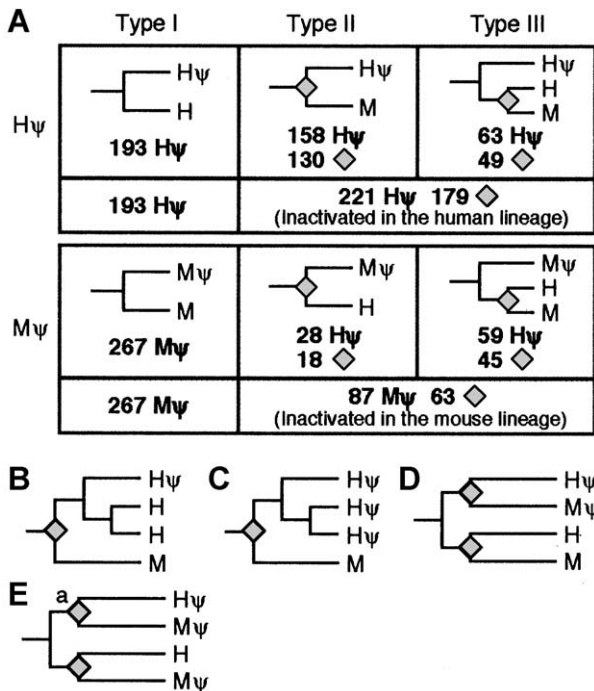 A Type I Type II Type III
Hψ
Hψ
H
193 Hψ
Hψ
M
158 Hψ
130
Hψ
H
M
63 Hψ
49
193 Hψ
221 Hψ 179
(Inactivated in the human lineage)
Mψ
Mψ
M
267 Mψ
Mψ
H
28 Hψ
18
Mψ
H
M
59 Hψ
45
267 Mψ
87 Mψ 63
(Inactivated in the mouse lineage)
B
Hψ
H
H
M
C
Hψ
Hψ
Hψ
M
D
Hψ
Mψ
H
M
E
a
Hψ
Mψ
H
Mψ